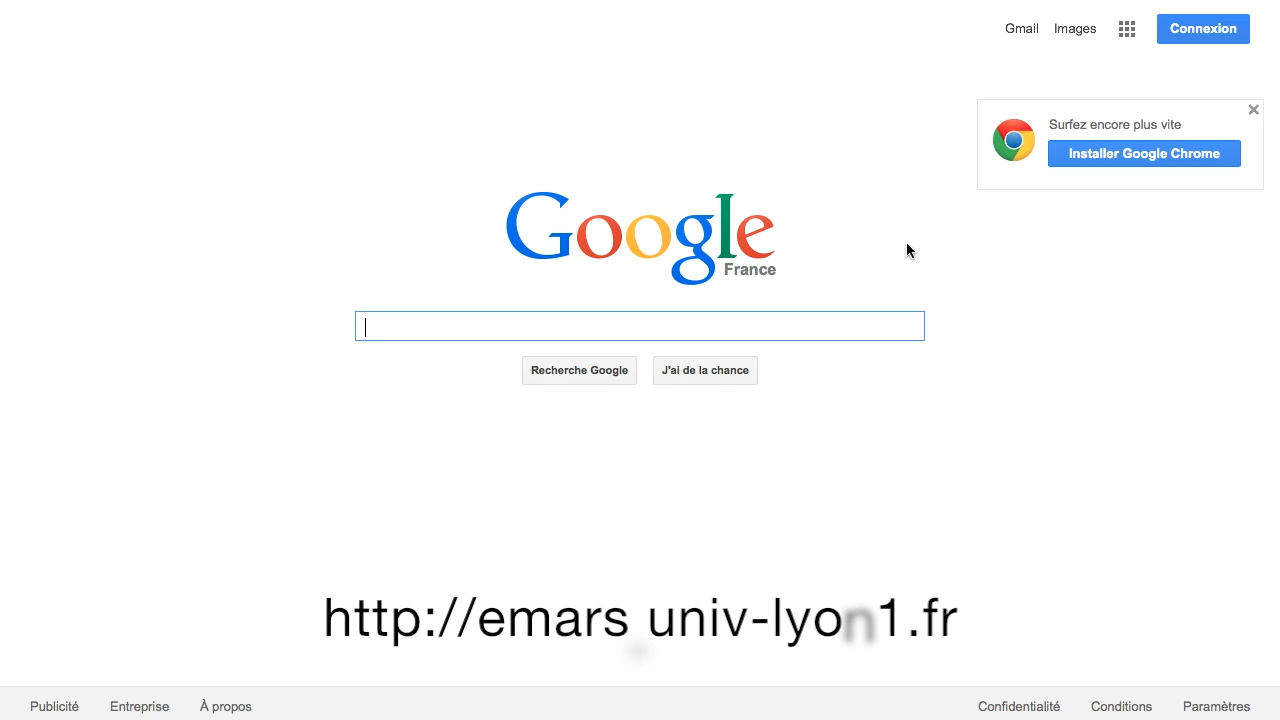 Gmail Images Connexion
Surfez encore plus vite
Installer Google Chrome
Google
France
Recherche Google J'ai de la chance
http://emars.univ-lyon1.fr
Publicité Entreprise À propos Confidentialité Conditions Paramètres